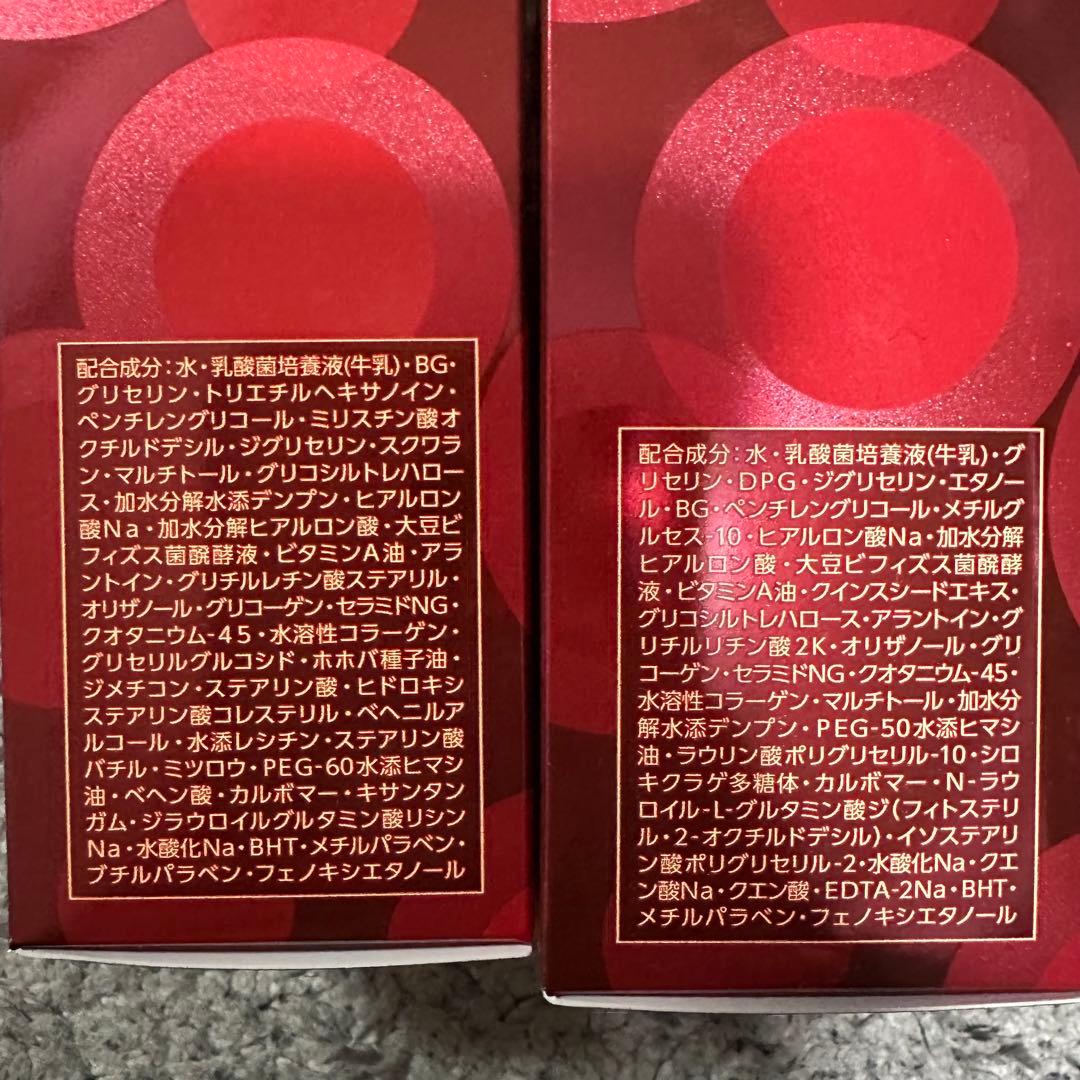 配合成分：水・乳酸菌培養液(牛乳)・BG・
グリセリン・トリエチルヘキサノイン・
ペンチレングリコール・ミリスチン酸オ
クチルドデシル・ジグリセリン・スクワラ
ン・マルチトール・グリコシルトレハロー
ス・加水分解水添デンプン・ヒアルロン
酸Na・加水分解ヒアルロン酸・大豆ビ
フィズス菌醗酵液・ビタミンA油・アラ
ントイン・グリチルレチン酸ステアリル・
オリザノール・グリコーゲン・セラミドNG・
クオタニウム-45・水溶性コラーゲン・
グリセリルグルコシド・ホホバ種子油・
ジメチコン・ステアリン酸・ヒドロキシ
ステアリン酸コレステリル・ベヘニルア
ルコール・水添レシチン・ステアリン酸
バチル・ミツロウ・PEG-60水添ヒマシ
油・ベヘン酸・カルボマー・キサンタン
ガム・ジラウロイルグルタミン酸リシン
Na・水酸化Na・BHT・メチルパラベン・
ブチルパラベン・フェノキシエタノール
配合成分：水・乳酸菌培養液(牛乳)・グ
リセリン・DPG・ジグリセリン・エタノー
ル・BG・ペンチレングリコール・メチルグ
ルセス-10・ヒアルロン酸Na・加水分解
ヒアルロン酸・大豆ビフィズス菌醗酵
液・ビタミンA油・クインスシードエキス・
グリコシルトレハロース・アラントイン・グ
リチルリチン酸2K・オリザノール・グリ
コーゲン・セラミドNG・クオタニウム-45・
水溶性コラーゲン・マルチトール・加水分
解水添デンプン・PEG-50水添ヒマシ
油・ラウリン酸ポリグリセリル-10・シロ
キクラゲ多糖体・カルボマー・N-ラウ
ロイル-L-グルタミン酸ジ(フィトステリ
ル・2-オクチルドデシル)・イソステアリ
ン酸ポリグリセリル-2・水酸化Na・クエ
ン酸Na・クエン酸・EDTA-2Na・BHT・
メチルパラベン・フェノキシエタノール